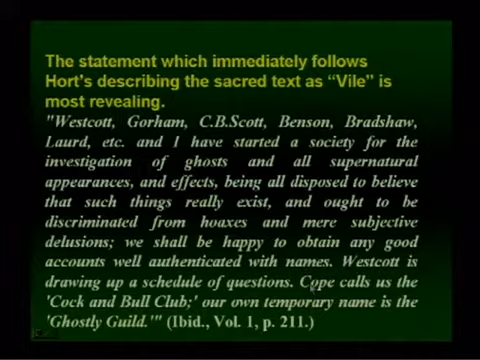 The statement which immediately follows
Hort's describing the sacred text as “Vile” is
most revealing.
"Westcott, Gorham, C.B.Scott, Benson, Bradshaw,
Laurd, etc. and I have started a society for the
investigation of ghosts and all supernatural
appearances, and effects, being all disposed to believe
that such things really exist, and ought to be
discriminated from hoaxes and mere subjective
delusions; we shall be happy to obtain any good
accounts well authenticated with names. Westcott is
drawing up a schedule of questions. Cope calls us the
'Cock and Bull Club;' our own temporary name is the
'Ghostly Guild.'" (Ibid., Vol. 1, p. 211.)